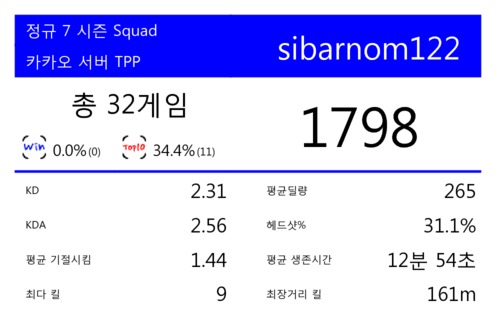 정규 7 시즌 Squad
카카오 서버 TPP
sibarnom122
총 32게임
Win 0.0%(0) Top10 34.4%(11)
1798
KD 2.31
평균딜량 265
KDA 2.56
헤드샷% 31.1%
평균 기절시킴 1.44
평균 생존시간 12분 54초
최다 킬 9
최장거리 킬 161m